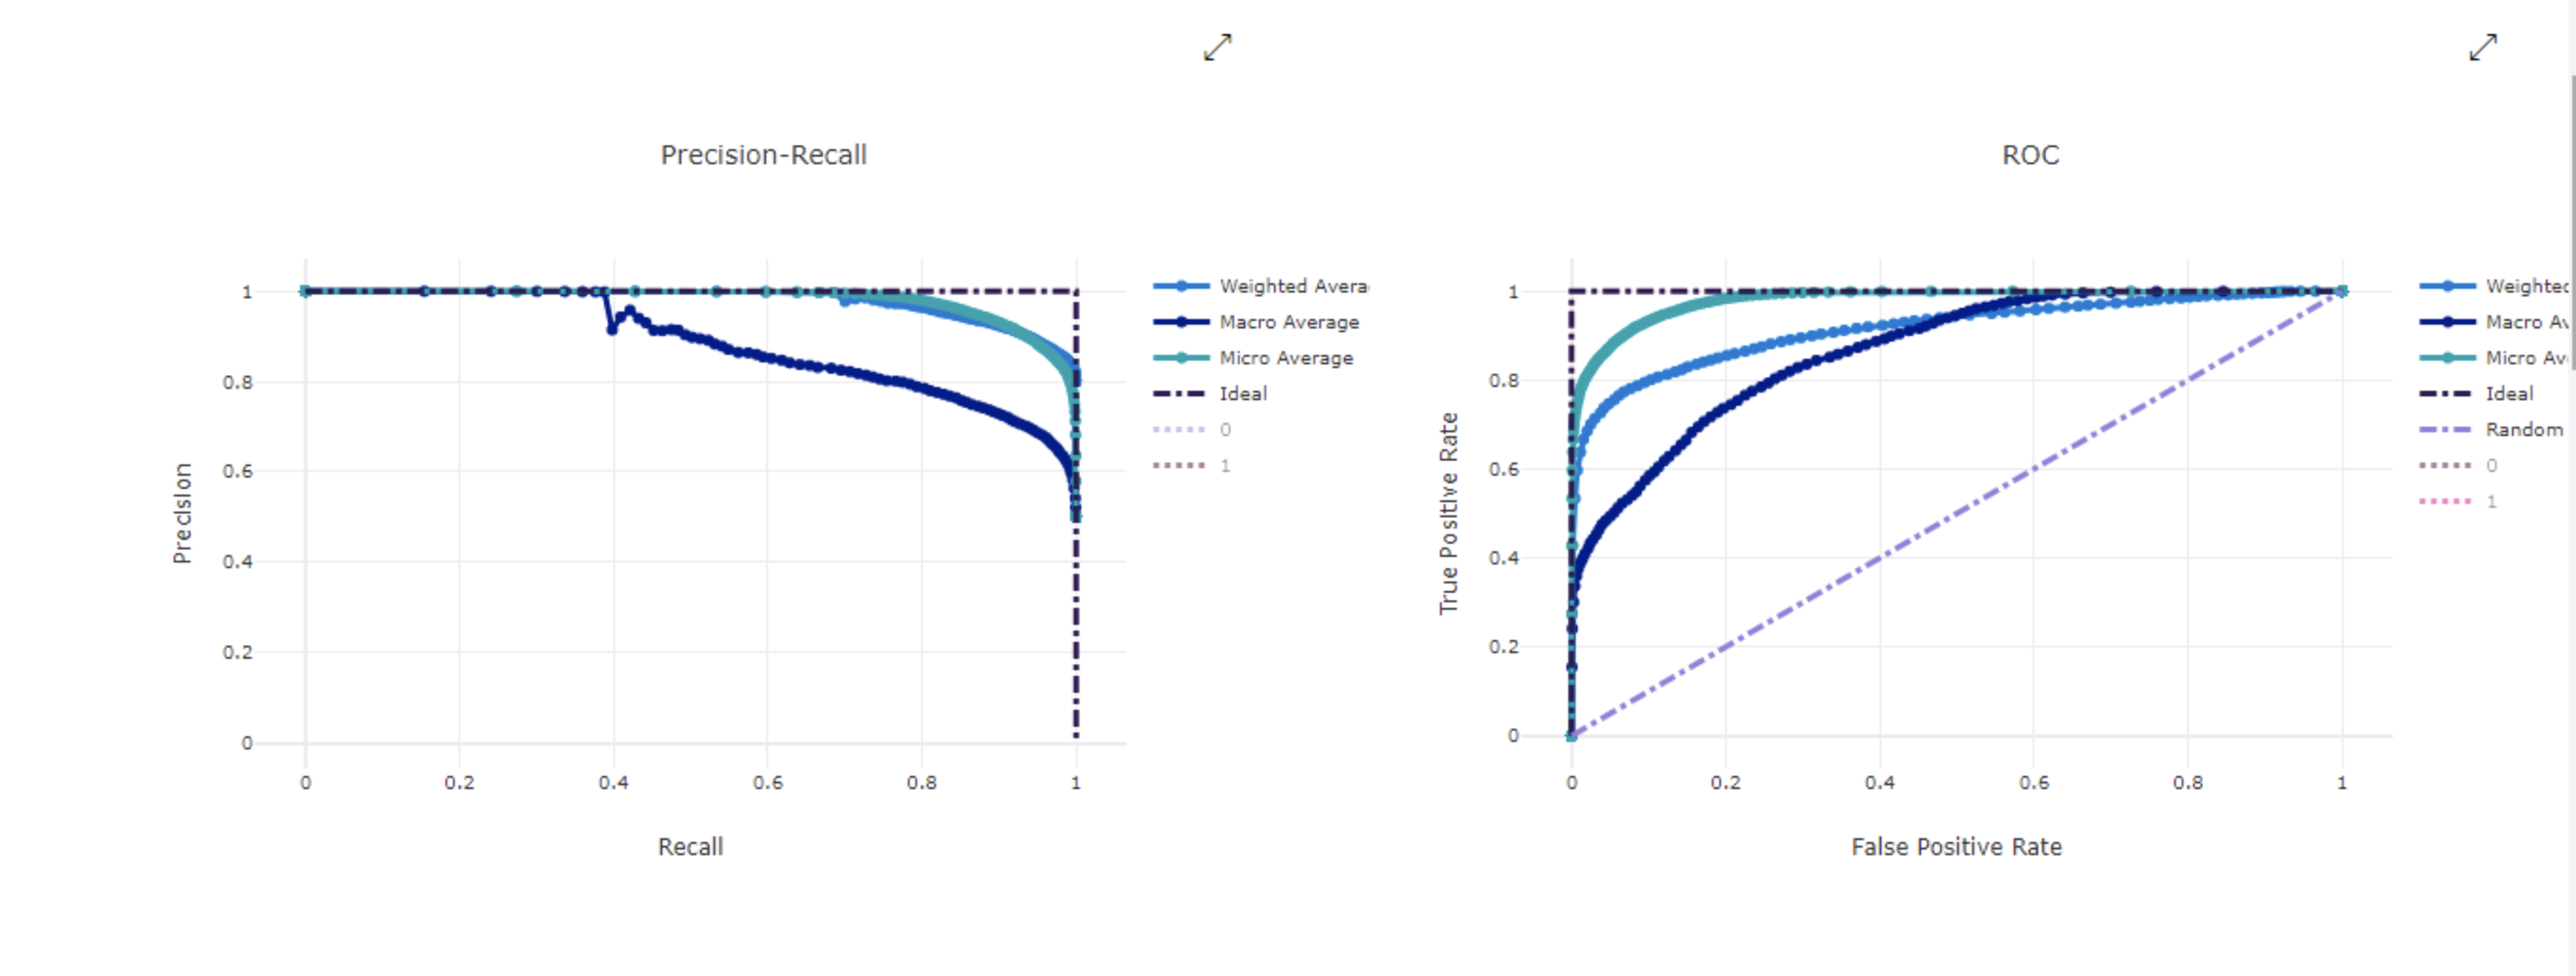 Precision-Recall
Precision
1
0.8
0.6
0.4
0.2
0
0
0.2
0.4
0.6
0.8
1
Recall
Weighted Avera
Macro Average
Micro Average
Ideal
0
1
ROC
True Positive Rate
1
0.8
0.6
0.4
0.2
0
0
0.2
0.4
0.6
0.8
1
False Positive Rate
Weighted
Macro Av
Micro Av
Ideal
Random
0
1